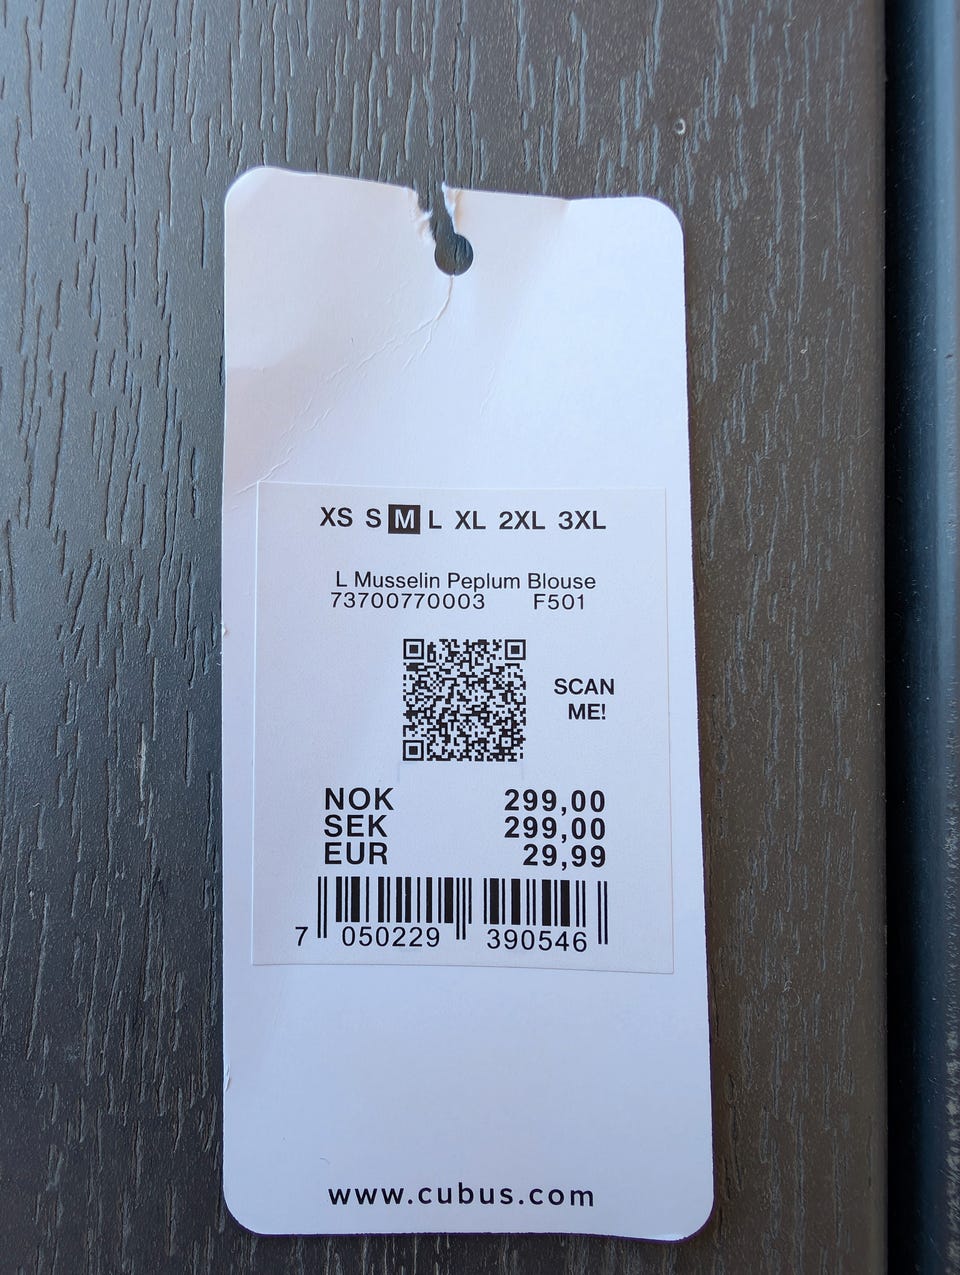 XS S M L XL 2XL 3XL
L Musselin Peplum Blouse
73700770003 F501
SCAN
ME!
NOK 299,00
SEK 299,00
EUR 29,99
7 050229 390546
www.cubus.com